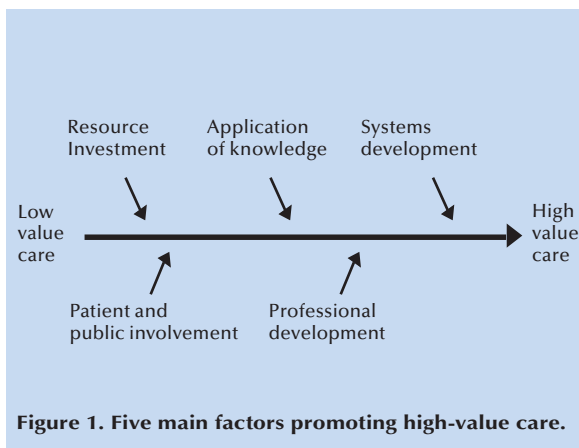 Resource
Investment
Application
of knowledge
Systems
development
Low
value
care
High
value
care
Patient and
public involvement
Professional
development
Figure 1. Five main factors promoting high-value care.